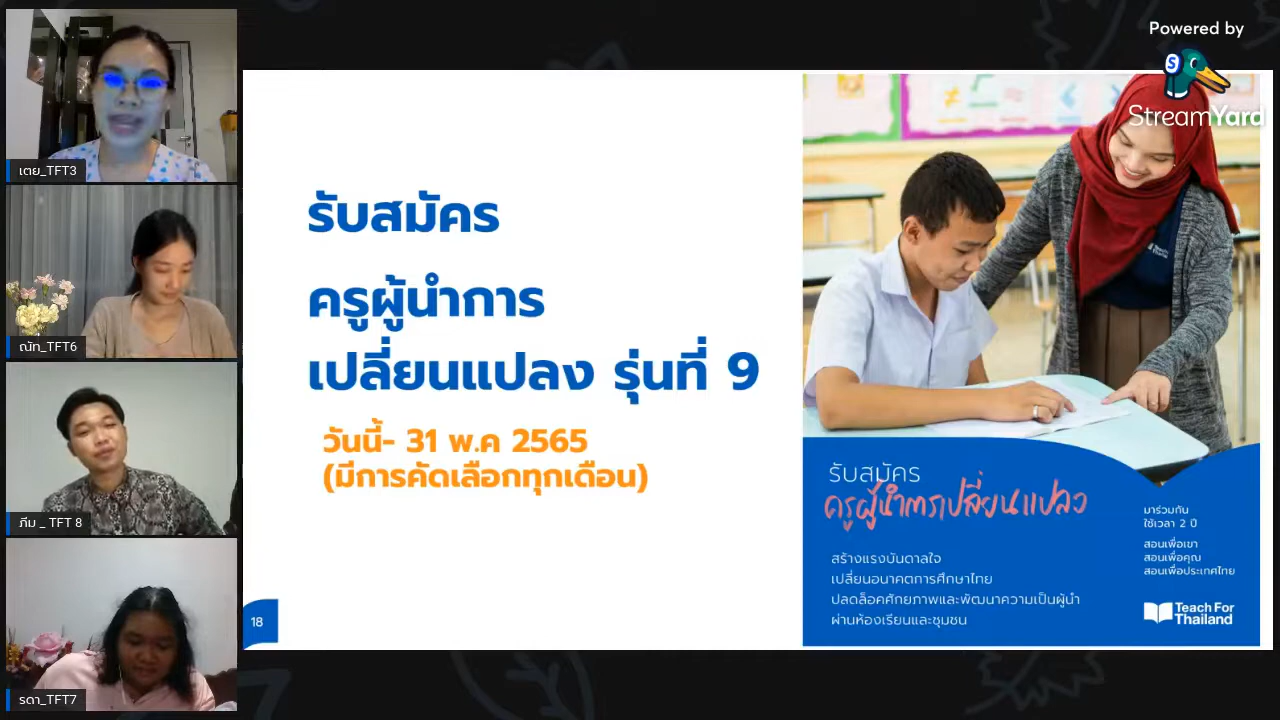 Powered by
StreamYard
เตย_TFT3
ณัท_TFT6
ภีม _ TFT 8
รดา_TFT7
รับสมัคร
ครูผู้นำการ
เปลี่ยนแปลง รุ่นที่ 9
วันนี้- 31 พ.ค 2565
(มีการคัดเลือกทุกเดือน)
18
รับสมัคร
ครูผู้นำการเปลี่ยนแปลง
สร้างแรงบันดาลใจ
เปลี่ยนอนาคตการศึกษาไทย
ปลดล็อคศักยภาพและพัฒนาความเป็นผู้นำ
ผ่านห้องเรียนและชุมชน
มาร่วมกัน
ใช้เวลา 2 ปี
สอนเพื่อเขา
สอนเพื่อคุณ
สอนเพื่อประเทศไทย
Teach For
Thailand